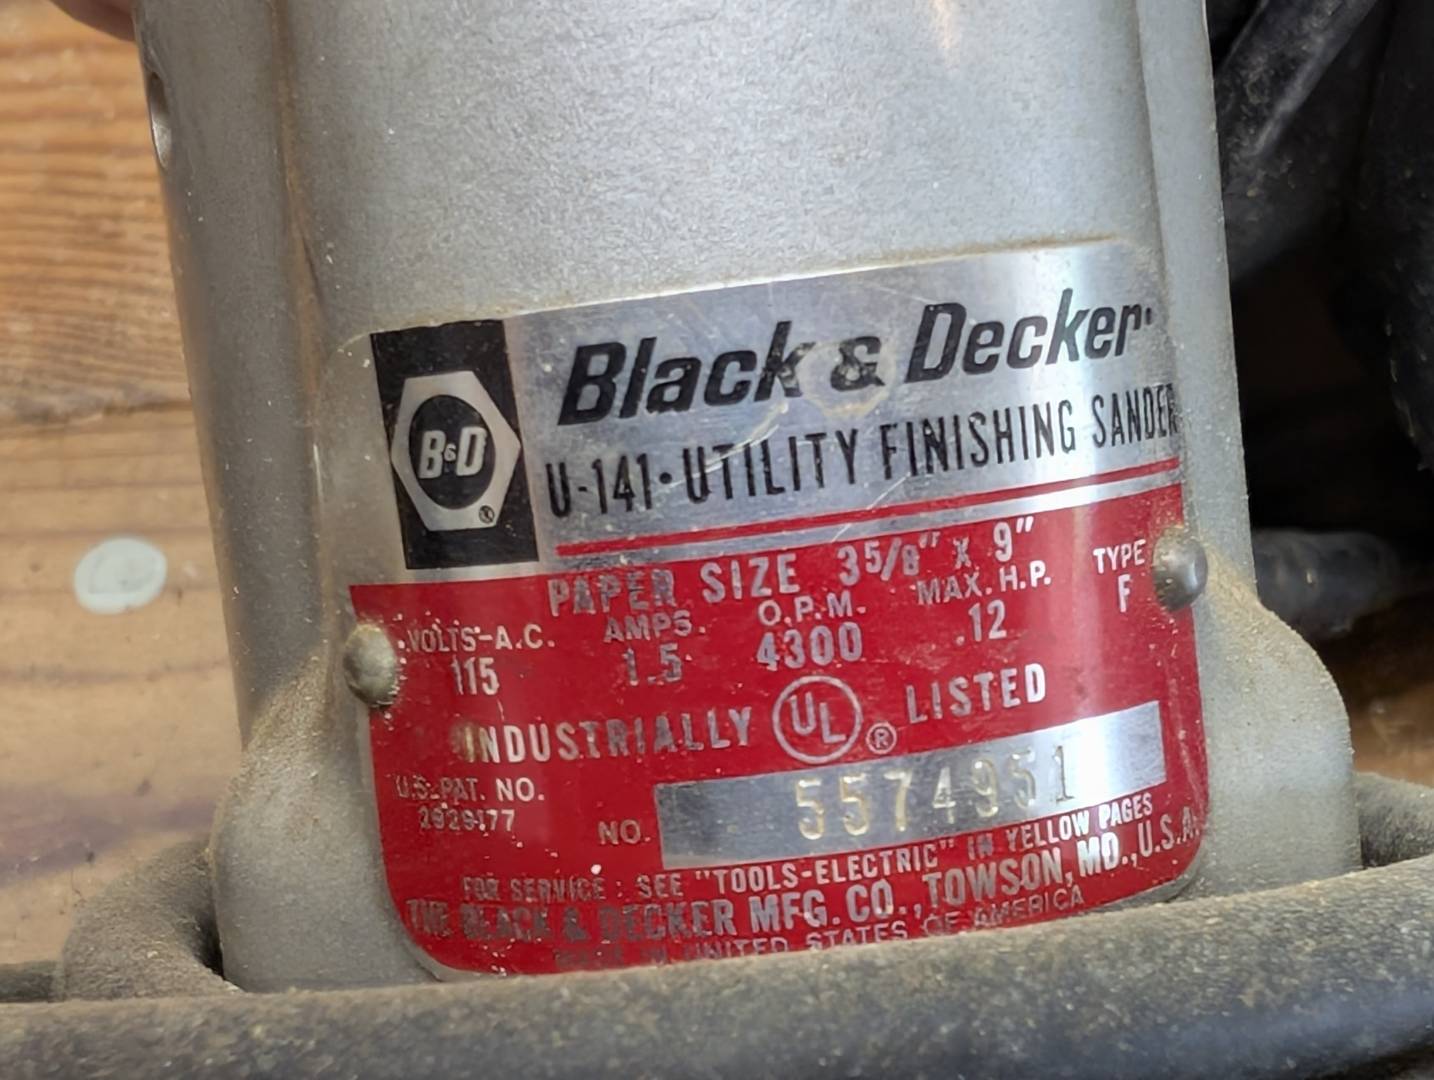 Black & Decker
B&D ®
U-141 • UTILITY FINISHING SANDER
PAPER SIZE 3 5/8" X 9"
VOLTS-A.C. AMPS. O.P.M. MAX. H.P. TYPE
115 1.5 4300 .12 F
INDUSTRIALLY UL ® LISTED
U.S. PAT. NO.
2929177
NO. 5574951
FOR SERVICE: SEE "TOOLS-ELECTRIC" IN YELLOW PAGES
THE BLACK & DECKER MFG. CO., TOWSON, MD., U.S.A.
MADE IN UNITED STATES OF AMERICA